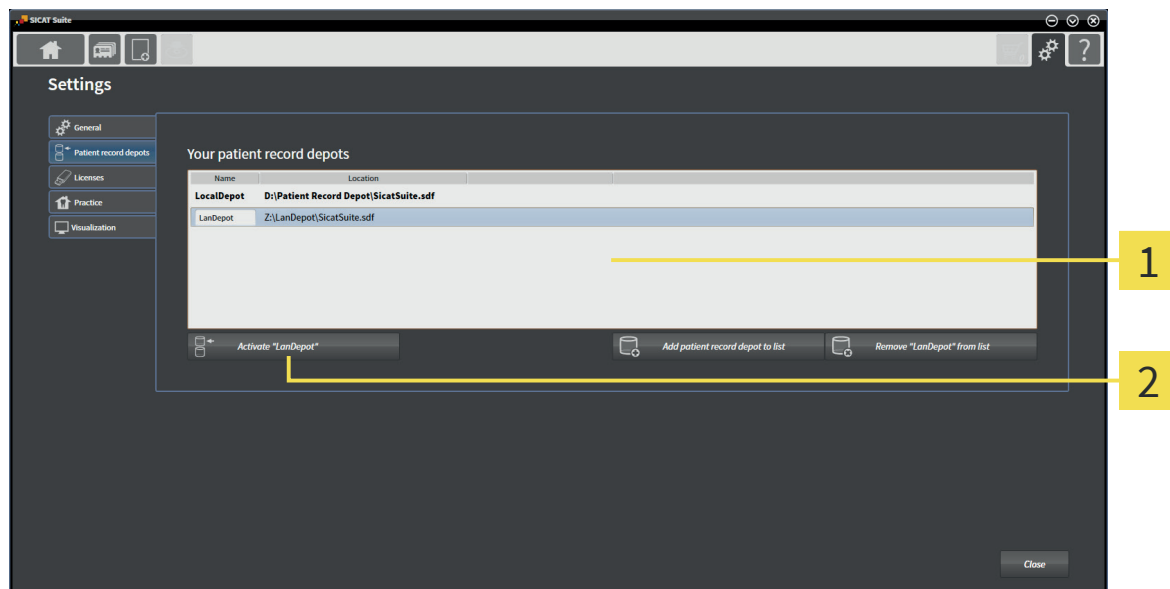 SICAT Suite
Settings
General
Patient record depots
Licenses
Practice
Visualization
Your patient record depots
Name Location
LocalDepot D:\Patient Record Depot\SicatSuite.sdf
LanDepot Z:\LanDepot\SicatSuite.sdf
1
Activate "LanDepot" Add patient record depot to list Remove "LanDepot" from list
2
Close